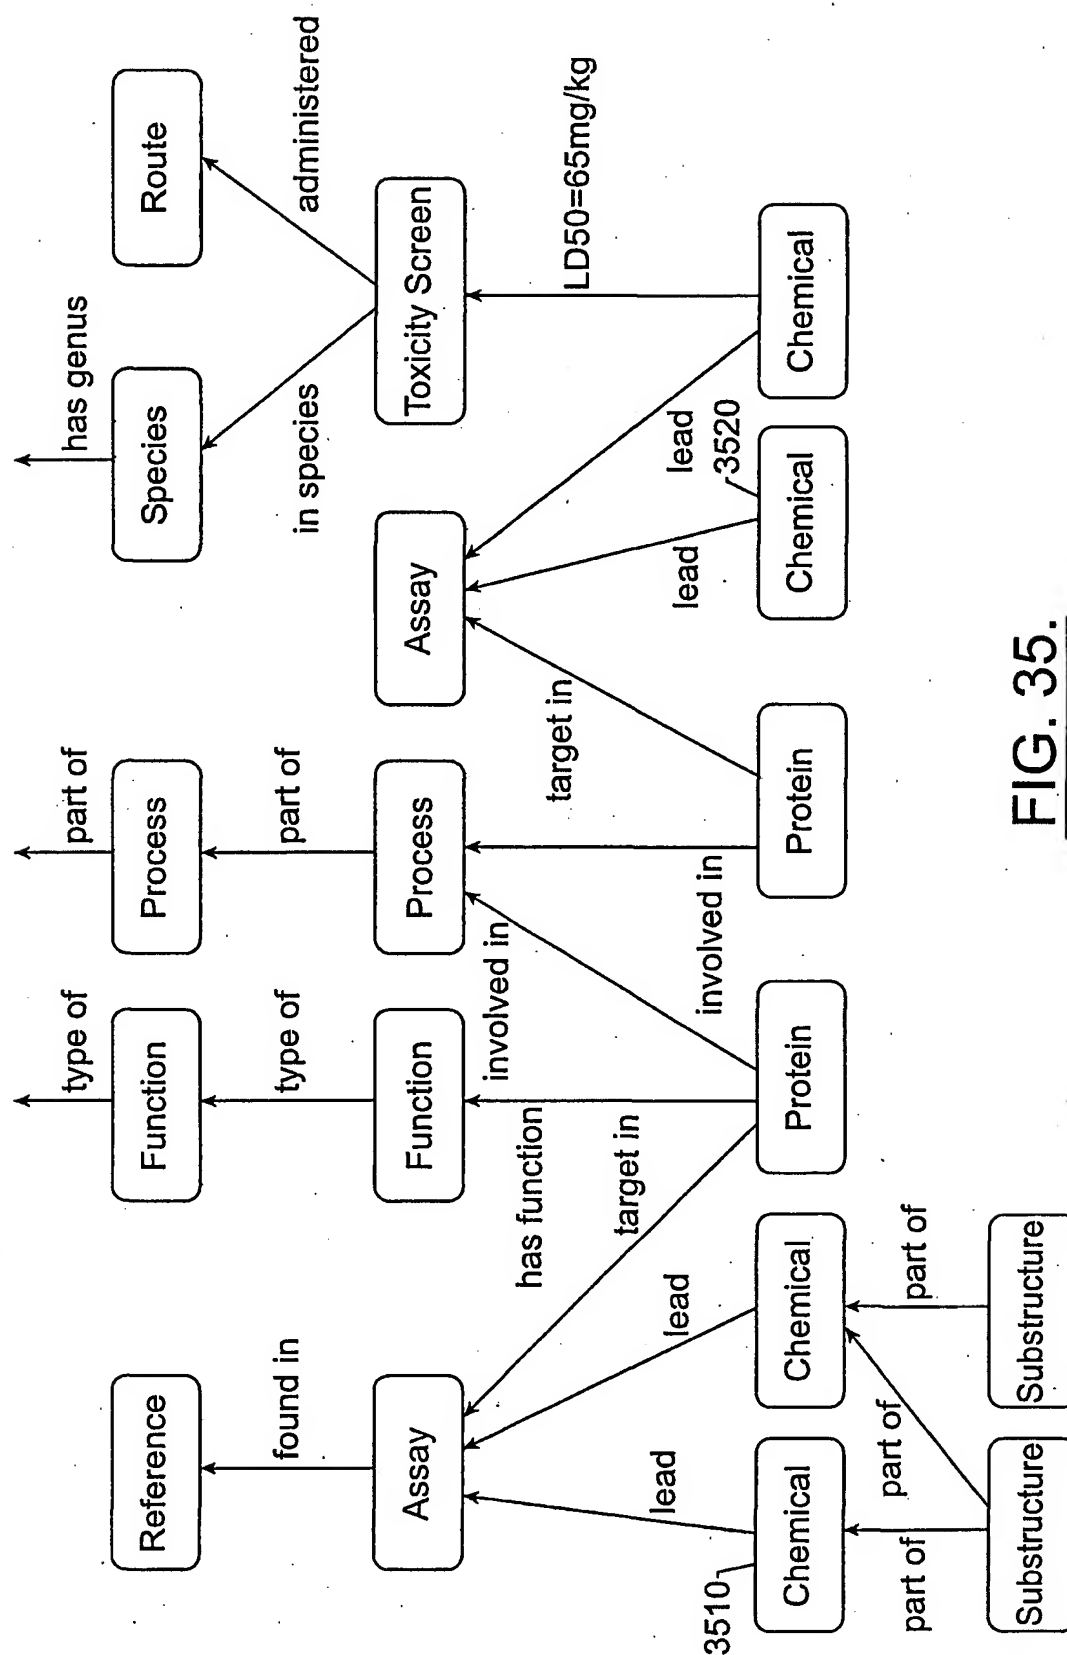 has genus
part of
type of
Route
Species
Process
Function
Reference
administered
in species
part of
type of
found in
Toxicity Screen
Assay
Process
Function
Assay
LD50=65mg/kg
target in
involved in
has function
lead
lead
3520
involved in
target in
lead
lead
3510
Chemical
Chemical
Protein
Protein
Chemical
Chemical
part of
part of
part of
Substructure
Substructure
FIG. 35.